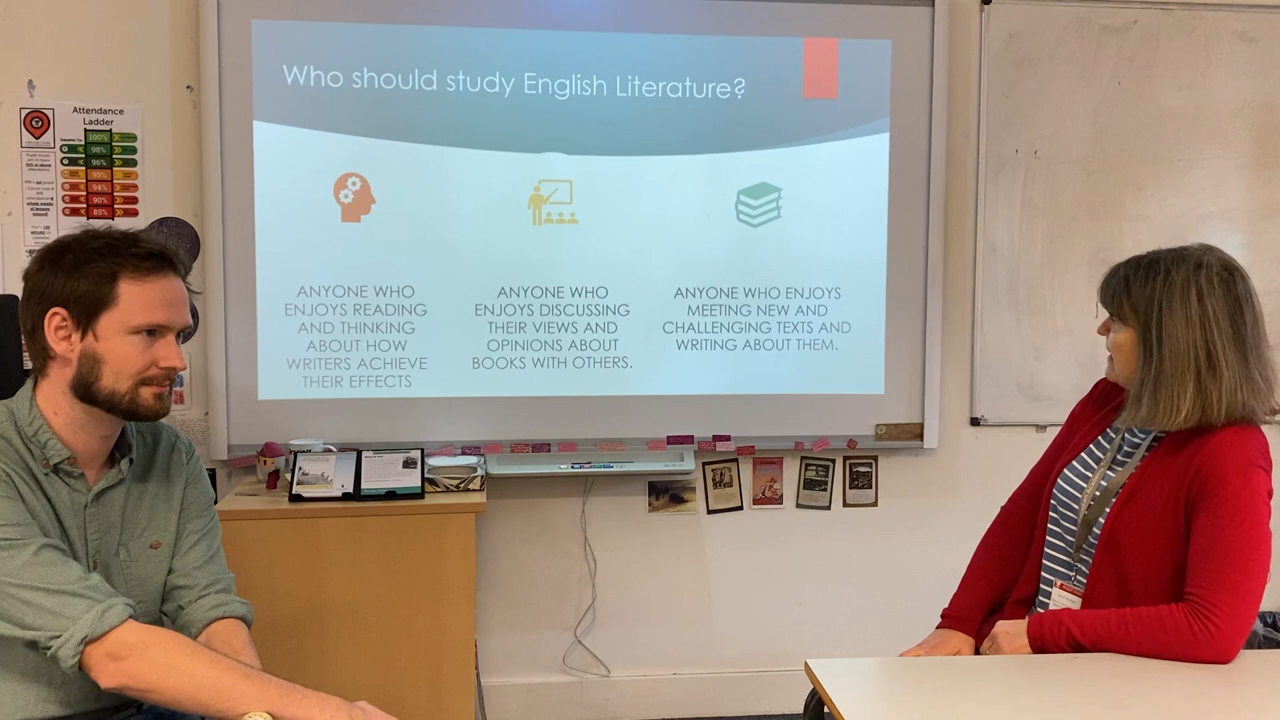 Who should study English Literature?
ANYONE WHO
ENJOYS READING
AND THINKING
ABOUT HOW
WRITERS ACHIEVE
THEIR EFFECTS
ANYONE WHO
ENJOYS DISCUSSING
THEIR VIEWS AND
OPINIONS ABOUT
BOOKS WITH OTHERS.
ANYONE WHO ENJOYS
MEETING NEW AND
CHALLENGING TEXTS AND
WRITING ABOUT THEM.
Attendance
Ladder
100%
98%
96%
95%
94%
90%
85%